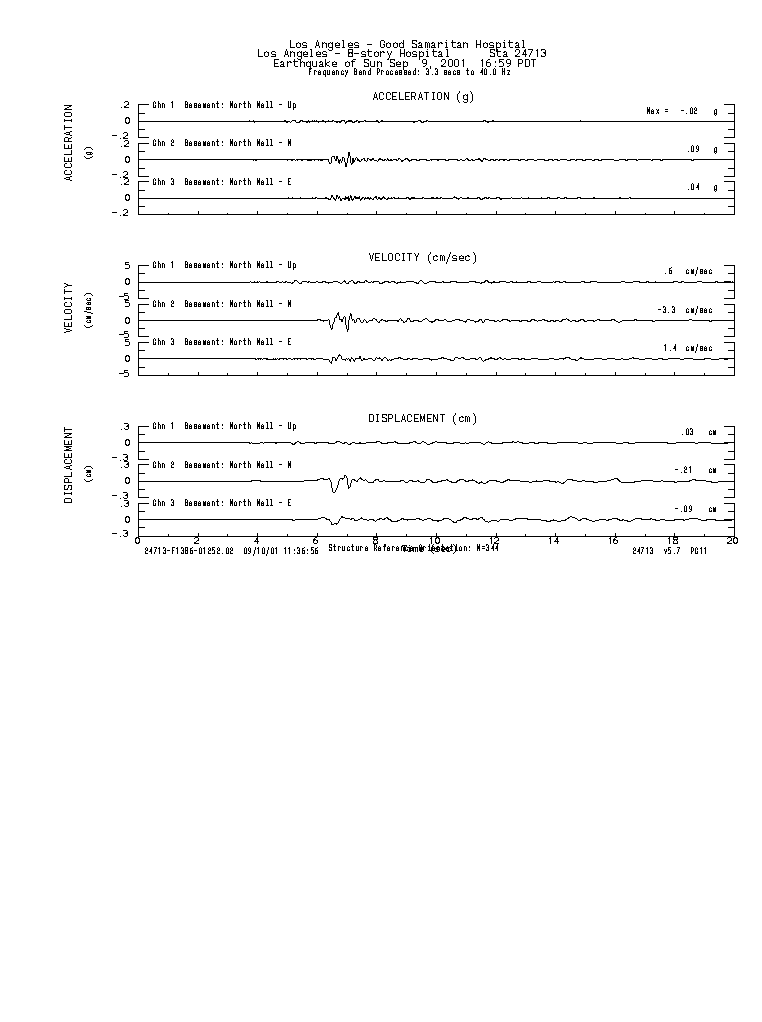 Los Angeles - Good Samaritan Hospital
Los Angeles - 8-story Hospital Sta 24713
Earthquake of Sun Sep 9, 2001 16:59 PDT
Frequency Band Processed: 3.3 secs to 40.0 Hz
ACCELERATION (g)
Chn 1 Basement: North Wall - Up
Max = -.02 g
Chn 2 Basement: North Wall - N
.09 g
Chn 3 Basement: North Wall - E
.04 g
ACCELERATION
(g)
.2
0
-.2
.2
0
-.2
.2
0
-.2
VELOCITY (cm/sec)
Chn 1 Basement: North Wall - Up
.6 cm/sec
Chn 2 Basement: North Wall - N
-3.3 cm/sec
Chn 3 Basement: North Wall - E
1.4 cm/sec
VELOCITY
(cm/sec)
5
0
-5
5
0
-5
5
0
-5
DISPLACEMENT (cm)
Chn 1 Basement: North Wall - Up
.03 cm
Chn 2 Basement: North Wall - N
-.21 cm
Chn 3 Basement: North Wall - E
-.09 cm
DISPLACEMENT
(cm)
.3
0
-.3
.3
0
-.3
.3
0
-.3
0 2 4 6 8 10 12 14 16 18 20
Time (sec)
24713-F1386-01252.02 09/10/01 11:36:56
Structure Reference Orientation: N=344
24713 v5.7 PG11